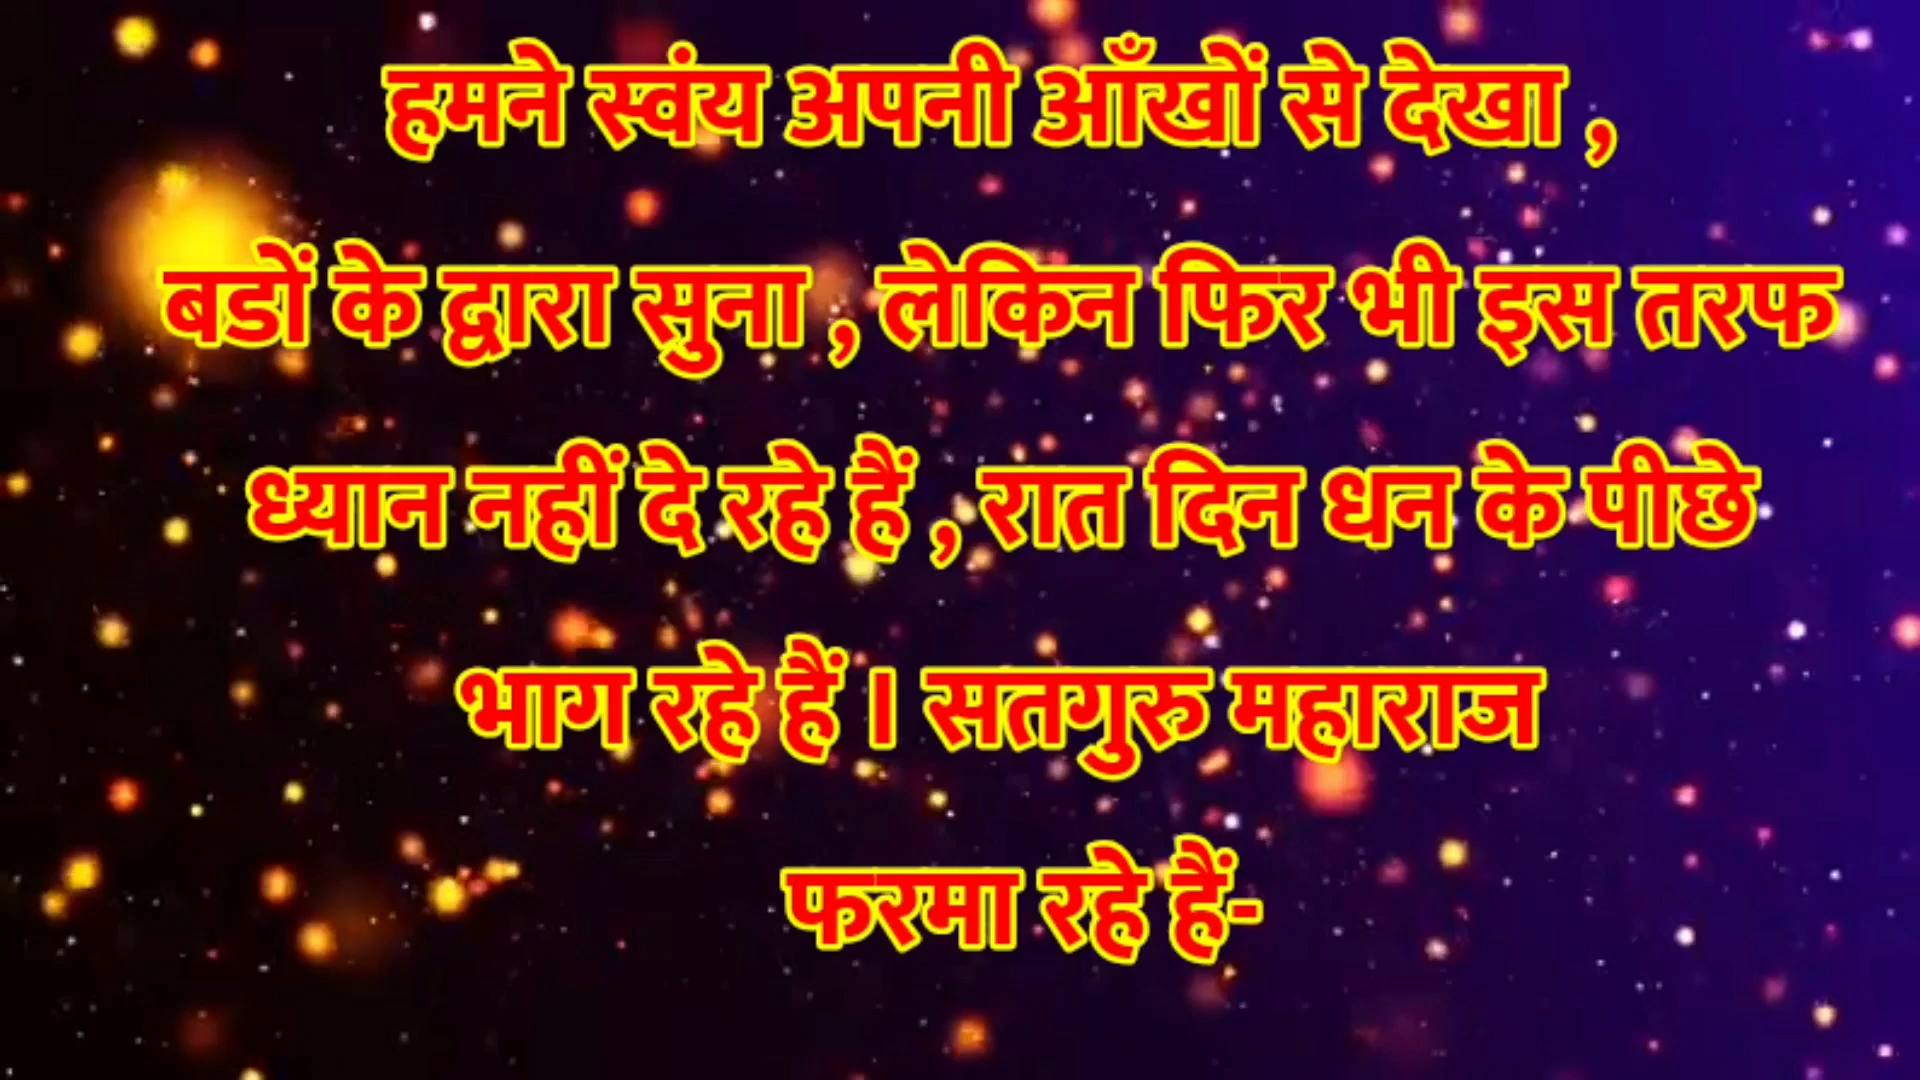 हमने स्वंय अपनी आँखों से देखा ,
बडों के द्वारा सुना , लेकिन फिर भी इस तरफ
ध्यान नहीं दे रहे हैं , रात दिन धन के पीछे
भाग रहे हैं । सतगुरु महाराज
फरमा रहे हैं-